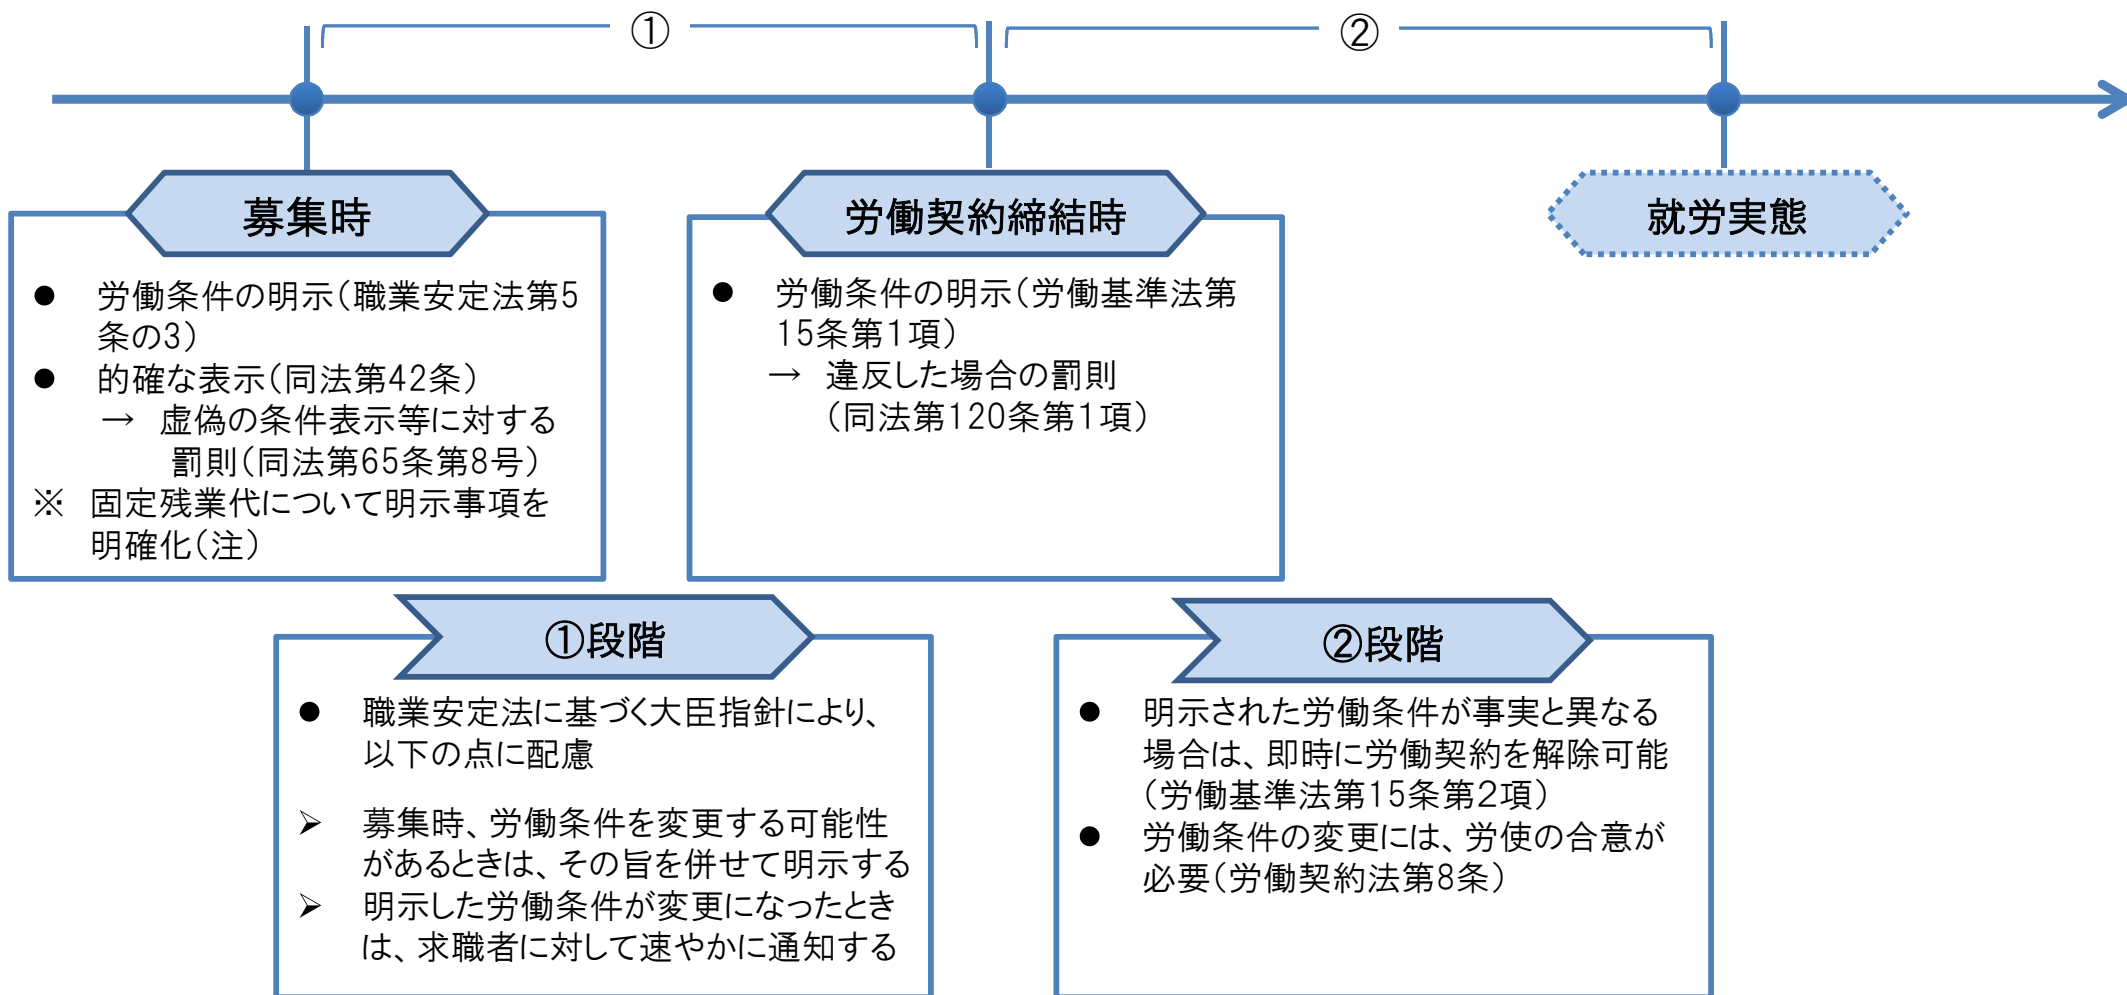 ①
②
募集時
● 労働条件の明示（職業安定法第5
条の3）
● 的確な表示（同法第42条）
→ 虚偽の条件表示等に対する
罰則（同法第65条第8号）
※ 固定残業代について明示事項を
明確化（注）
労働契約締結時
● 労働条件の明示（労働基準法第
15条第1項）
→ 違反した場合の罰則
（同法第120条第1項）
就労実態
①段階
● 職業安定法に基づく大臣指針により、
以下の点に配慮
➢ 募集時、労働条件を変更する可能性
があるときは、その旨を併せて明示する
➢ 明示した労働条件が変更になったとき
は、求職者に対して速やかに通知する
②段階
● 明示された労働条件が事実と異なる
場合は、即時に労働契約を解除可能
（労働基準法第15条第２項）
● 労働条件の変更には、労使の合意が
必要（労働契約法第8条）